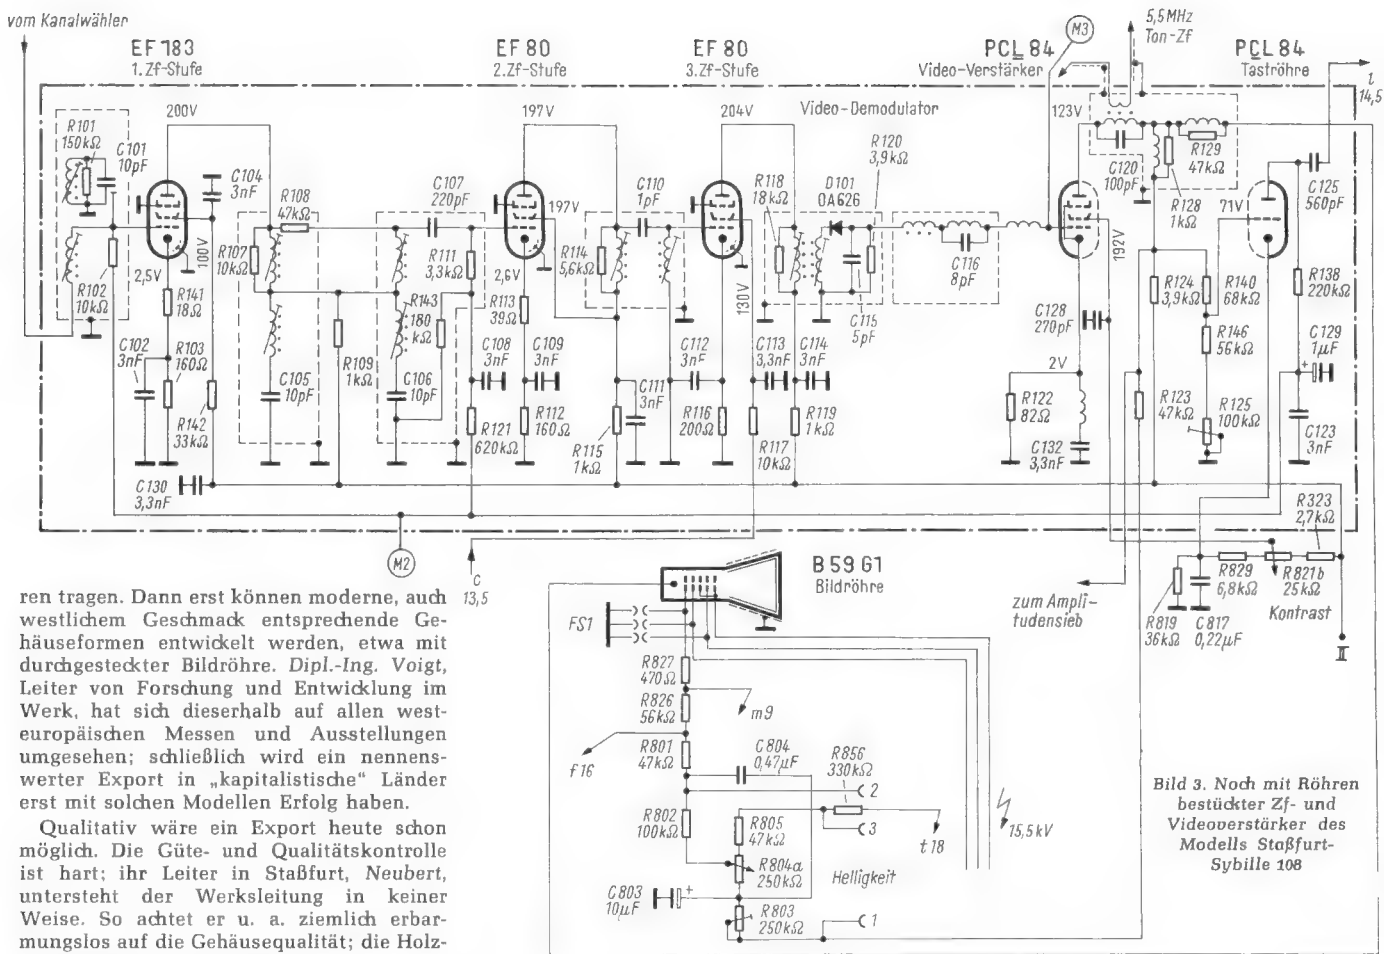 vom Kanalwähler
EF 183
1. Zf-Stufe
EF 80
2. Zf-Stufe
EF 80
3. Zf-Stufe
PCL 84
Video-Verstärker
M3
5,5 MHz
Ton-Zf
PCL 84
Taströhre
l
14,5
200V
197V
204V
Video-Demodulator
123V
R101
150kΩ
C101
10pF
C104
3nF
R108
47kΩ
C107
220pF
C110
1pF
R118
18kΩ
D101
OA626
R120
3,9kΩ
C120
100pF
R129
47kΩ
R128
1kΩ
C125
560pF
71V
197V
192V
100V
R107
10kΩ
R111
3,3kΩ
R114
5,6kΩ
C116
8pF
R102
10kΩ
2,5V
R141
18Ω
2,6V
R113
39Ω
130V
C115
5pF
C128
270pF
R124
3,9kΩ
R140
68kΩ
R138
220kΩ
C102
3nF
R103
160Ω
R109
1kΩ
R143
180
kΩ
C108
3nF
C109
3nF
C112
3nF
C113
3,3nF
C114
3nF
2V
R146
56kΩ
C129
1µF
+
C105
10pF
C106
10pF
C111
3nF
R142
33kΩ
R121
620kΩ
R112
160Ω
R115
1kΩ
R116
200Ω
R119
1kΩ
R117
10kΩ
R122
82Ω
C132
3,3nF
R123
47kΩ
R125
100kΩ
C123
3nF
C130
3,3nF
M2
C
13,5
B 59 G1
Bildröhre
FS1
zum Ampli-
tudensieb
R323
2,7kΩ
R829
6,8kΩ
R821b
25kΩ
Kontrast
R819
36kΩ
C817
0,22µF
II
R827
470Ω
R826
56kΩ
m9
f16
R801
47kΩ
C804
0,47µF
R856
330kΩ
2
3
R802
100kΩ
R805
47kΩ
t18
15,5kV
R804a
250kΩ
Helligkeit
C803
10µF
+
R803
250kΩ
1
ren tragen. Dann erst können moderne, auch
westlichem Geschmack entsprechende Ge-
häuseformen entwickelt werden, etwa mit
durchgesteckter Bildröhre. Dipl.-Ing. Voigt,
Leiter von Forschung und Entwicklung im
Werk, hat sich dieserhalb auf allen west-
europäischen Messen und Ausstellungen
umgesehen; schließlich wird ein nennens-
werter Export in „kapitalistische“ Länder
erst mit solchen Modellen Erfolg haben.
Qualitativ wäre ein Export heute schon
möglich. Die Güte- und Qualitätskontrolle
ist hart; ihr Leiter in Staßfurt, Neubert,
untersteht der Werksleitung in keiner
Weise. So achtet er u. a. ziemlich erbar-
mungslos auf die Gehäusequalität; die Holz-
Bild 3. Noch mit Röhren
bestückter Zf- und
Videoverstärker des
Modells Staßfurt-
Sybille 108